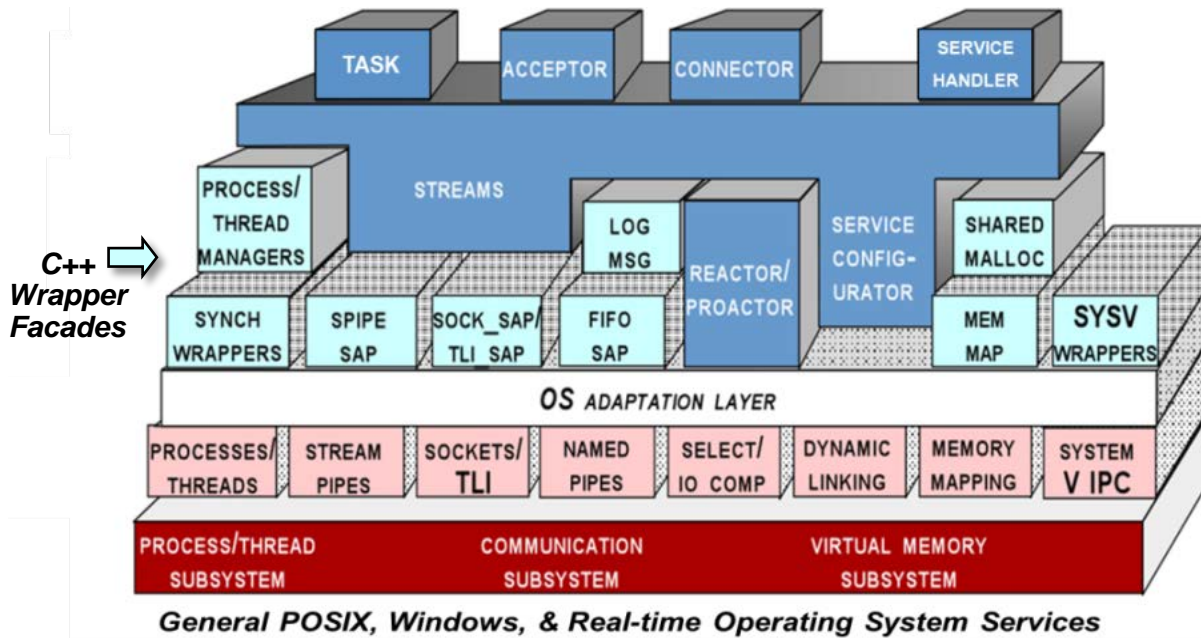 TASK
ACCEPTOR
CONNECTOR
SERVICE
HANDLER
PROCESS/
THREAD
MANAGERS
STREAMS
LOG
MSG
REACTOR/
PROACTOR
SERVICE
CONFIG-
URATOR
SHARED
MALLOC
C++
Wrapper
Facades
SYNCH
WRAPPERS
SPIPE
SAP
SOCK_SAP/
TLI_SAP
FIFO
SAP
MEM
MAP
SYSV
WRAPPERS
OS ADAPTATION LAYER
PROCESSES/
THREADS
STREAM
PIPES
SOCKETS/
TLI
NAMED
PIPES
SELECT/
IO COMP
DYNAMIC
LINKING
MEMORY
MAPPING
SYSTEM
V IPC
PROCESS/THREAD
SUBSYSTEM
COMMUNICATION
SUBSYSTEM
VIRTUAL MEMORY
SUBSYSTEM
General POSIX, Windows, & Real-time Operating System Services